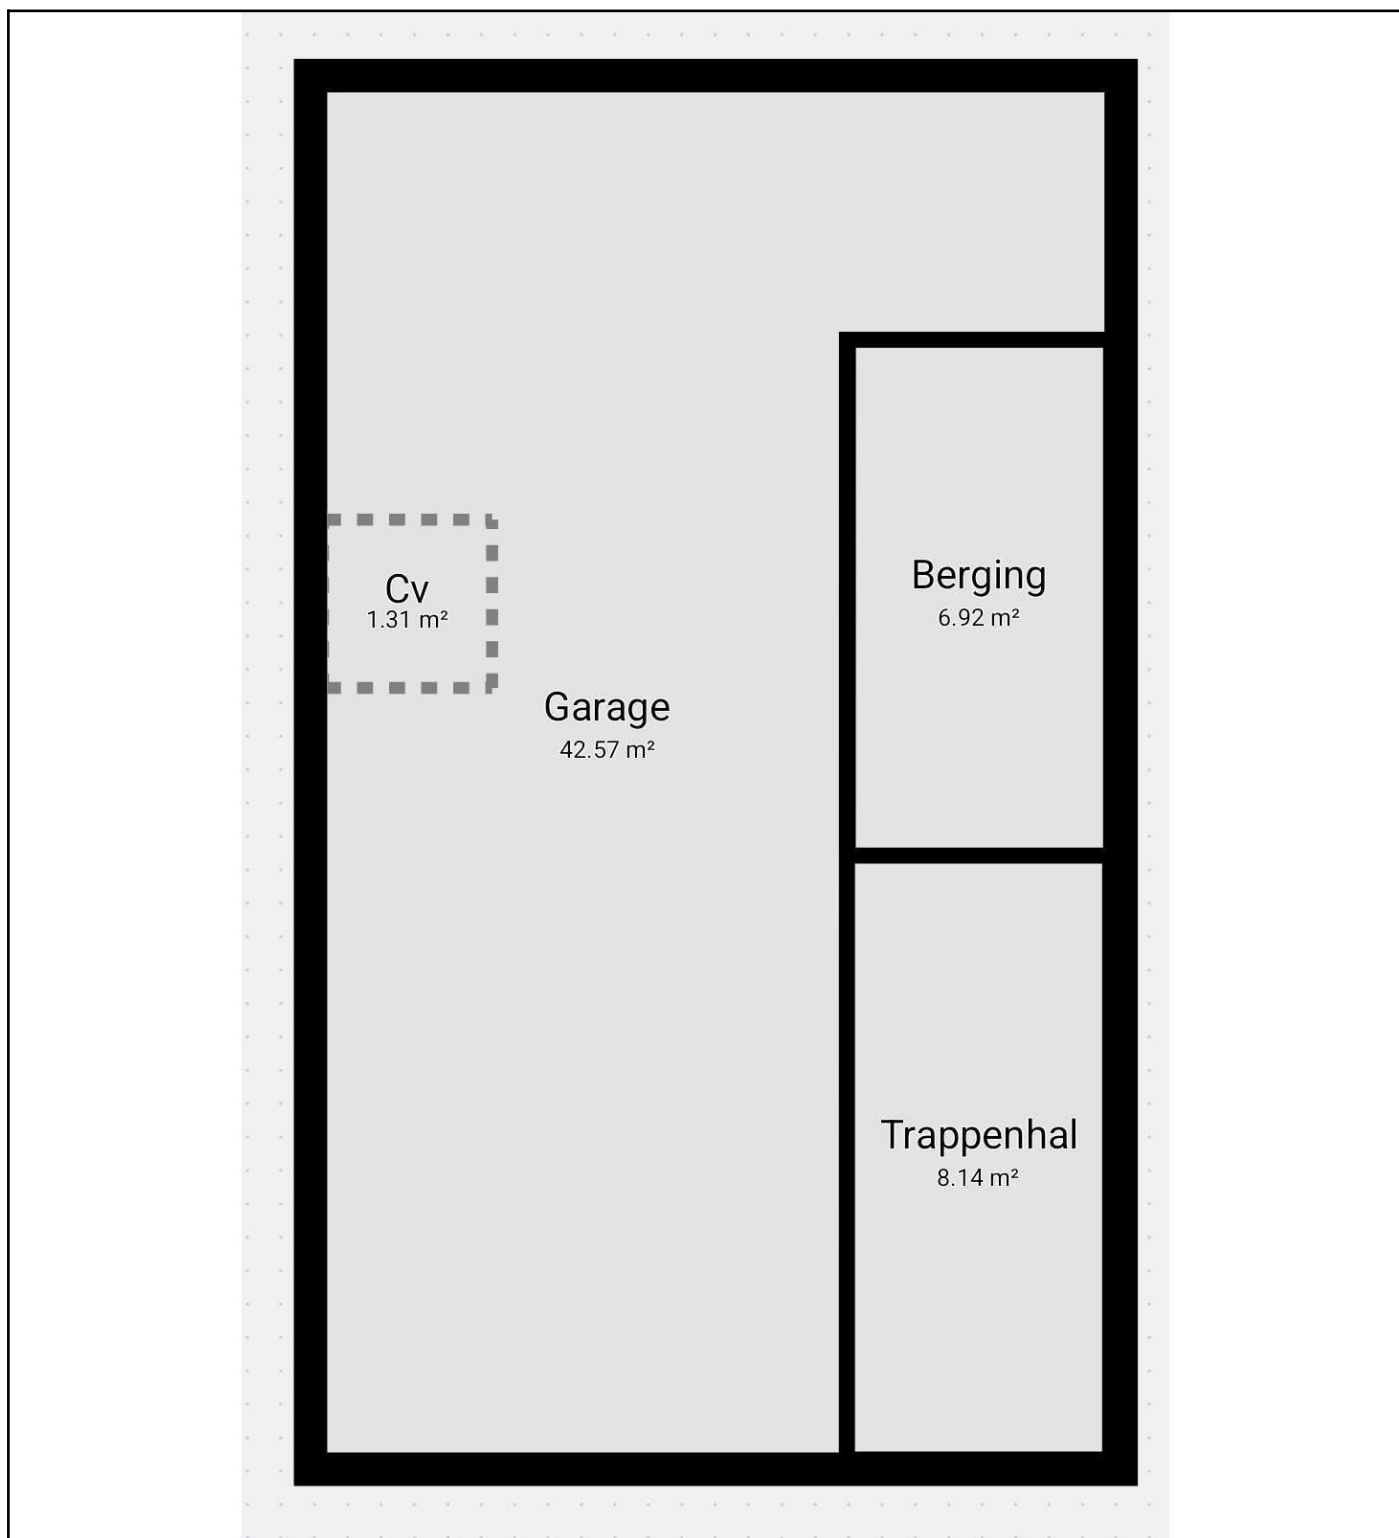 Cv
1.31 m²
Berging
6.92 m²
Garage
42.57 m²
Trappenhal
8.14 m²